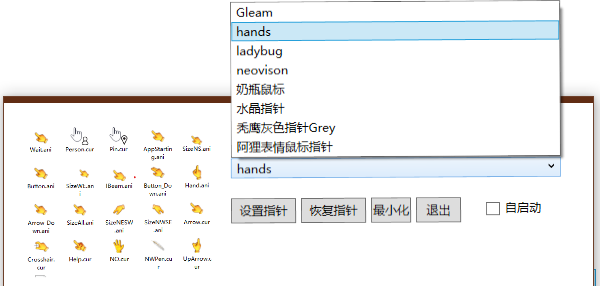 Gleam
hands
ladybug
neovison
奶瓶鼠标
水晶指针
秃鹰灰色指针Grey
阿狸表情鼠标指针
hands
设置指针 恢复指针 最小化 退出 自启动
Wait.ani Person.cur Pin.cur AppStarting.ani SizeNS.ani
Button.ani SizeWE.ani IBeam.ani Button_Down.ani Hand.ani
Arrow_Down.ani SizeAll.ani SizeNESW.ani SizeNWSE.ani Arrow.cur
Crosshair.cur Help.cur NO.cur NWPen.cur UpArrow.cur